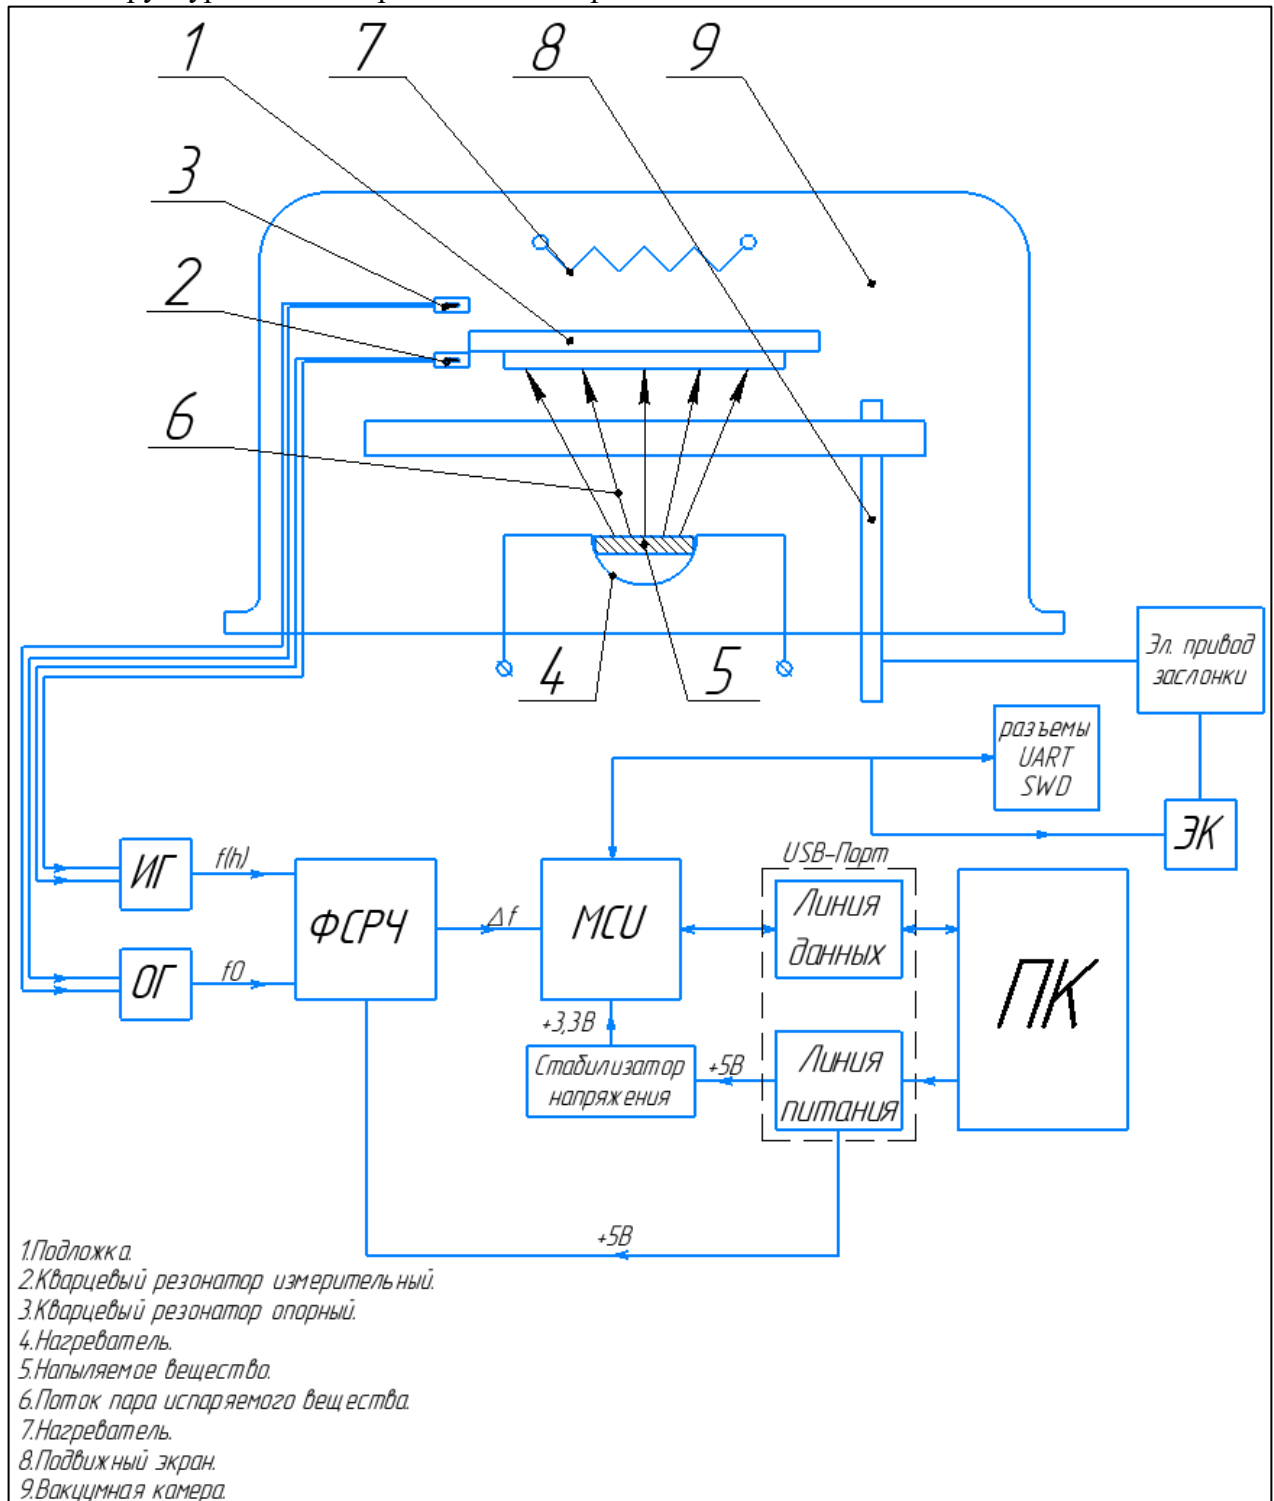 1 7 8 9
3
2
6
4 5
Эл. привод
заслонки
разъемы
UART
SWD
ЭК
USB-Порт
ИГ
f(h)
ФСРЧ
Δf
MCU
Линия
данных
ПК
ОГ
f0
+3,3В
Стабилизатор
напряжения
+5В
Линия
питания
+5В
1.Подложка.
2.Кварцевый резонатор измерительный.
3.Кварцевый резонатор опорный.
4.Нагреватель.
5.Напыляемое вещество.
6.Поток пара испаряемого вещества.
7.Нагреватель.
8.Подвижный экран.
9.Вакуумная камера.